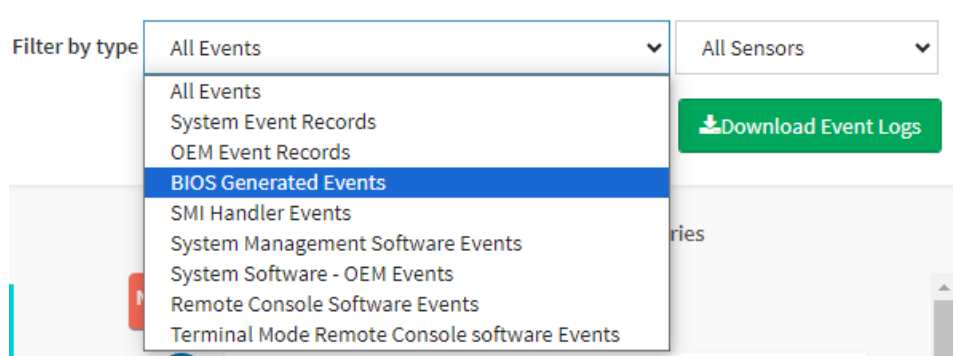 Filter by type All Events All Sensors
All Events
System Event Records
Download Event Logs
OEM Event Records
BIOS Generated Events
SMI Handler Events
ries
System Management Software Events
System Software - OEM Events
Remote Console Software Events
Terminal Mode Remote Console software Events